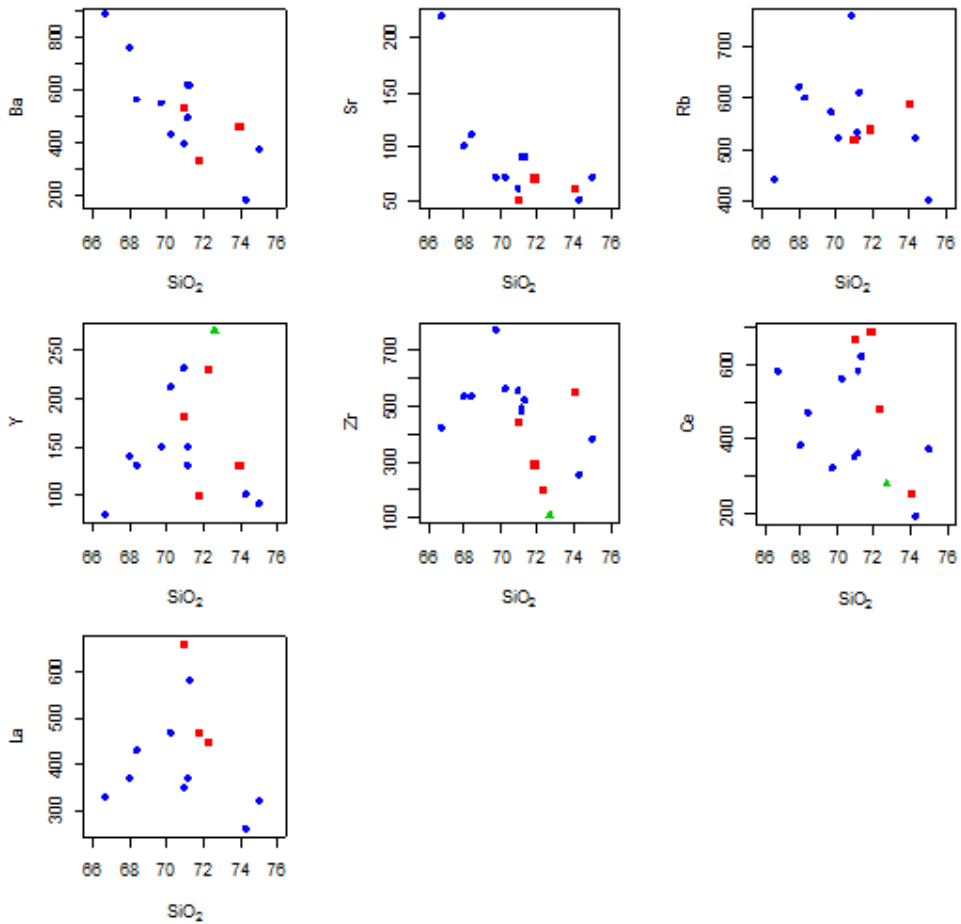 Ba
200 400 600 800
66 68 70 72 74 76
SiO₂
Sr
50 100 150 200
66 68 70 72 74 76
SiO₂
Rb
400 500 600 700
66 68 70 72 74 76
SiO₂
Y
100 150 200 250
66 68 70 72 74 76
SiO₂
Zr
100 300 500 700
66 68 70 72 74 76
SiO₂
Ce
200 400 600
66 68 70 72 74 76
SiO₂
La
300 400 500 600
66 68 70 72 74 76
SiO₂